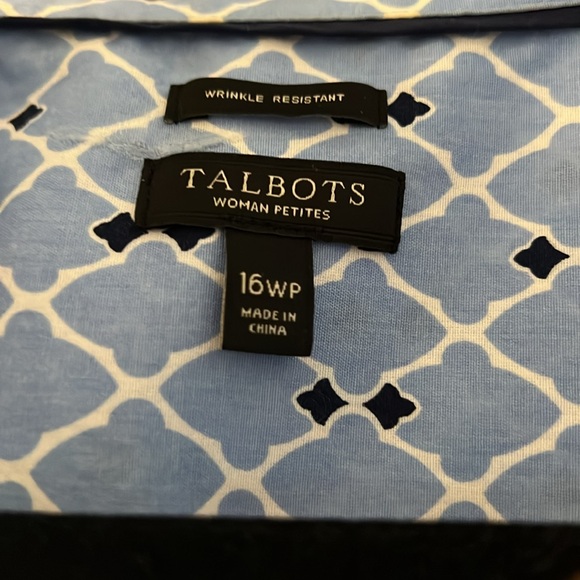 WRINKLE RESISTANT
TALBOTS
WOMAN PETITES
16WP
MADE IN
CHINA